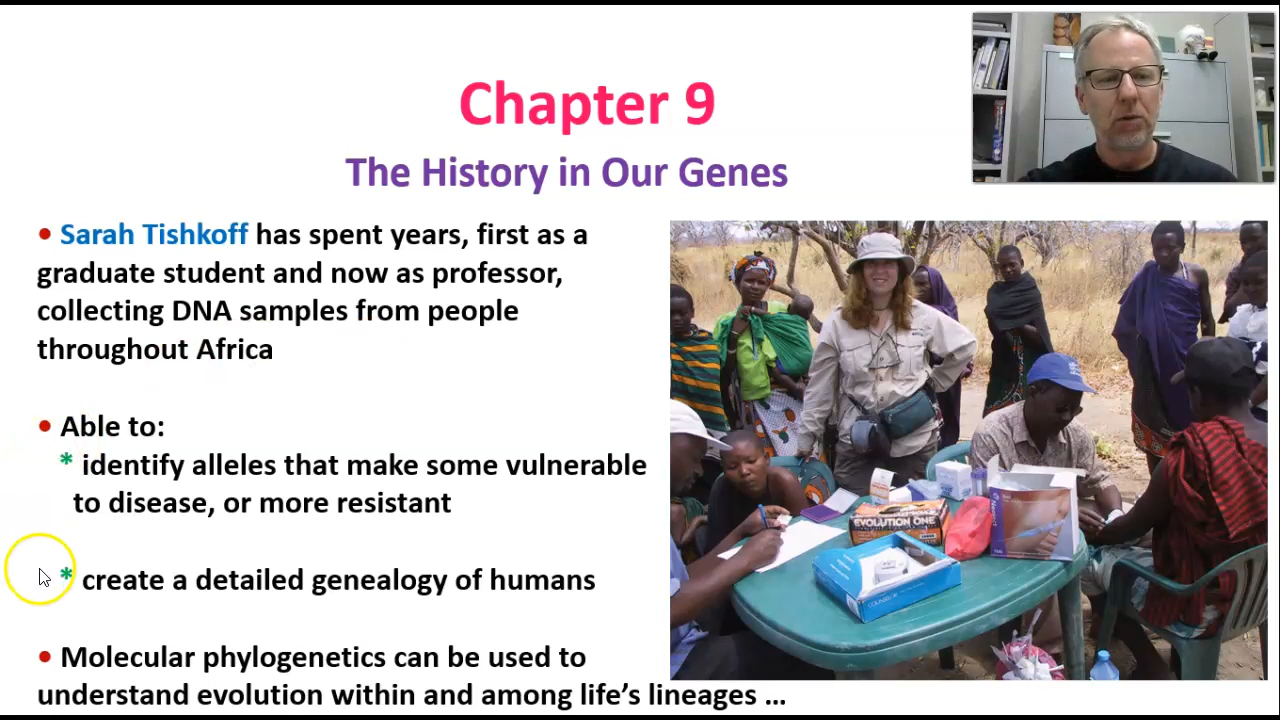 Chapter 9
The History in Our Genes
• Sarah Tishkoff has spent years, first as a
graduate student and now as professor,
collecting DNA samples from people
throughout Africa
• Able to:
* identify alleles that make some vulnerable
to disease, or more resistant
* create a detailed genealogy of humans
• Molecular phylogenetics can be used to
understand evolution within and among life’s lineages ...
EVOLUTION ONE